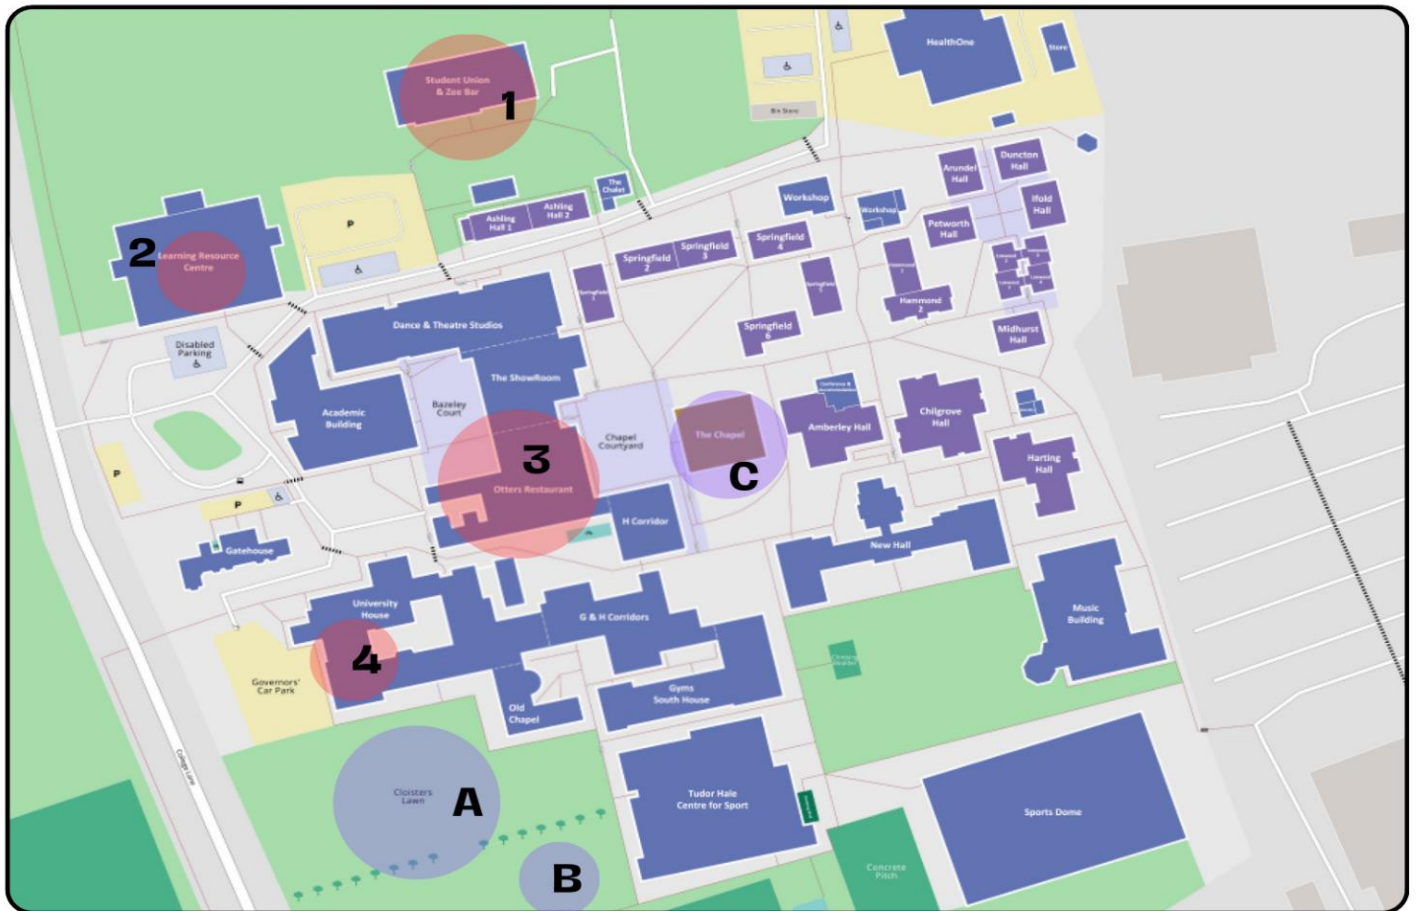 HealthOne
Store
Student Union
& Zee Bar
1
Bin Store
Duncton
Hall
Arundel
Hall
The
Chalet
Workshop
Ifold
Hall
Workshop
Ashling
Hall 1
Ashling
Hall 2
P
Petworth
Hall
Springfield
4
Springfield
3
Springfield
2
2
Learning Resource
Centre
Hammond
2
Dance & Theatre Studios
Springfield
6
Midhurst
Hall
Disabled
Parking
The ShowRoom
Bazeley
Court
Academic
Building
Chapel
Courtyard
The Chapel
C
Amberley Hall
Chilgrove
Hall
Harting
Hall
P
3
Otters Restaurant
P
H Corridor
Gatehouse
New Hall
University
House
G & H Corridors
Music
Building
4
Governors'
Car Park
Gyms
South House
Old
Chapel
College Lane
Cloisters
Lawn
A
Tudor Hale
Centre for Sport
Sports Dome
B
Concrete
Pitch